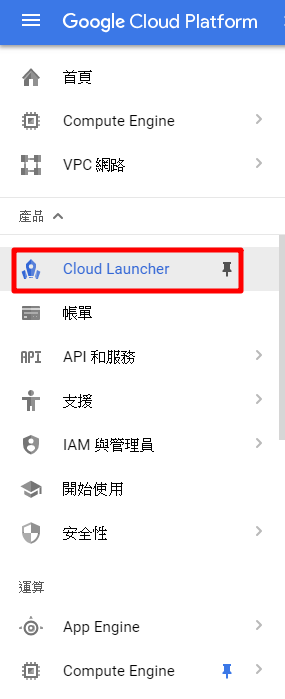 Google Cloud Platform
首頁
Compute Engine
VPC 網路
產品
Cloud Launcher
帳單
API API 和服務
支援
IAM 與管理員
開始使用
安全性
運算
App Engine
Compute Engine